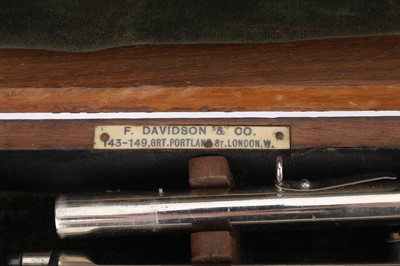 F. DAVIDSON & CO.
143-149, GRT. PORTLAND ST. LONDON, W.